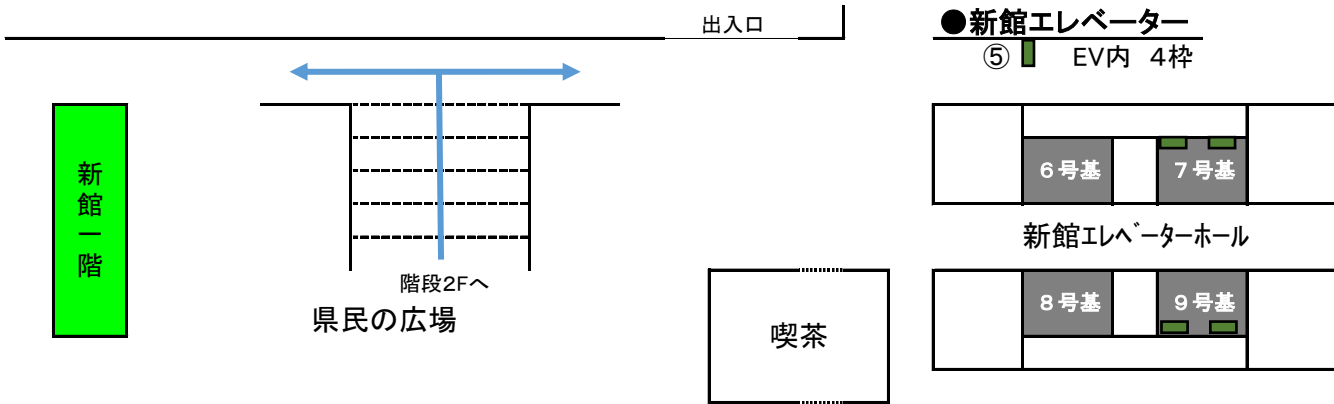 出入口
●新館エレベーター
⑤ EV内 4枠
新館一階
6号基
7号基
新館エレベーターホール
階段2Fへ
県民の広場
8号基
9号基
喫茶